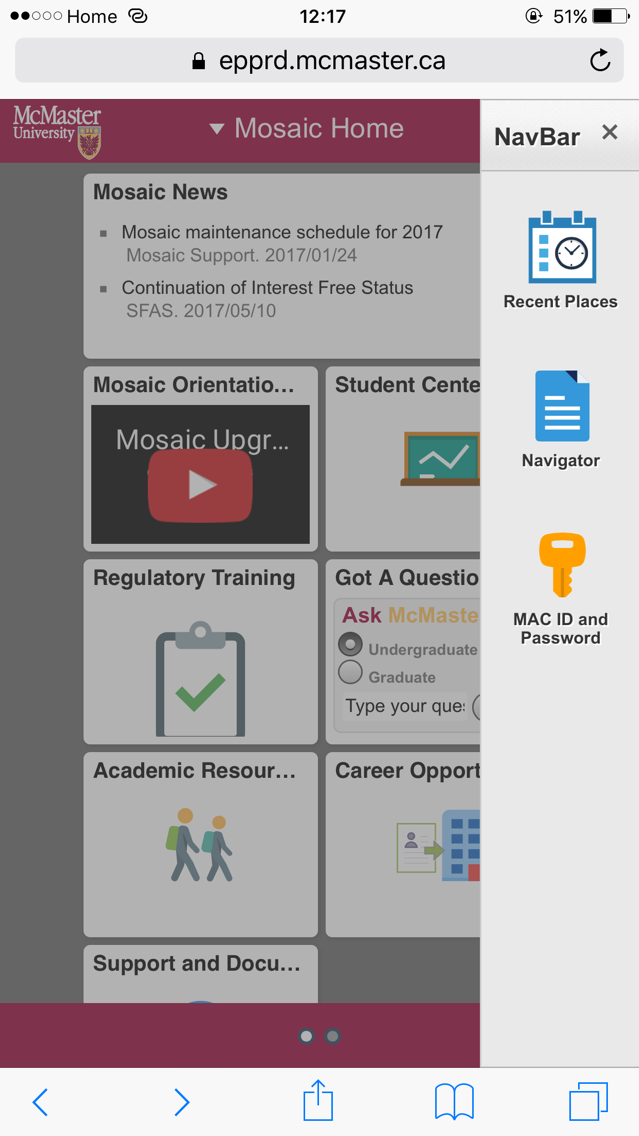 Home
12:17
51%
epprd.mcmaster.ca
McMaster
University
Mosaic Home
NavBar
Mosaic News
Mosaic maintenance schedule for 2017
Mosaic Support. 2017/01/24
Continuation of Interest Free Status
SFAS. 2017/05/10
Recent Places
Mosaic Orientatio...
Student Cente
Mosaic Upgr...
Navigator
Regulatory Training
Got A Questio
Ask McMaste
Undergraduate
Graduate
Type your ques
MAC ID and
Password
Academic Resour...
Career Opport
Support and Docu...